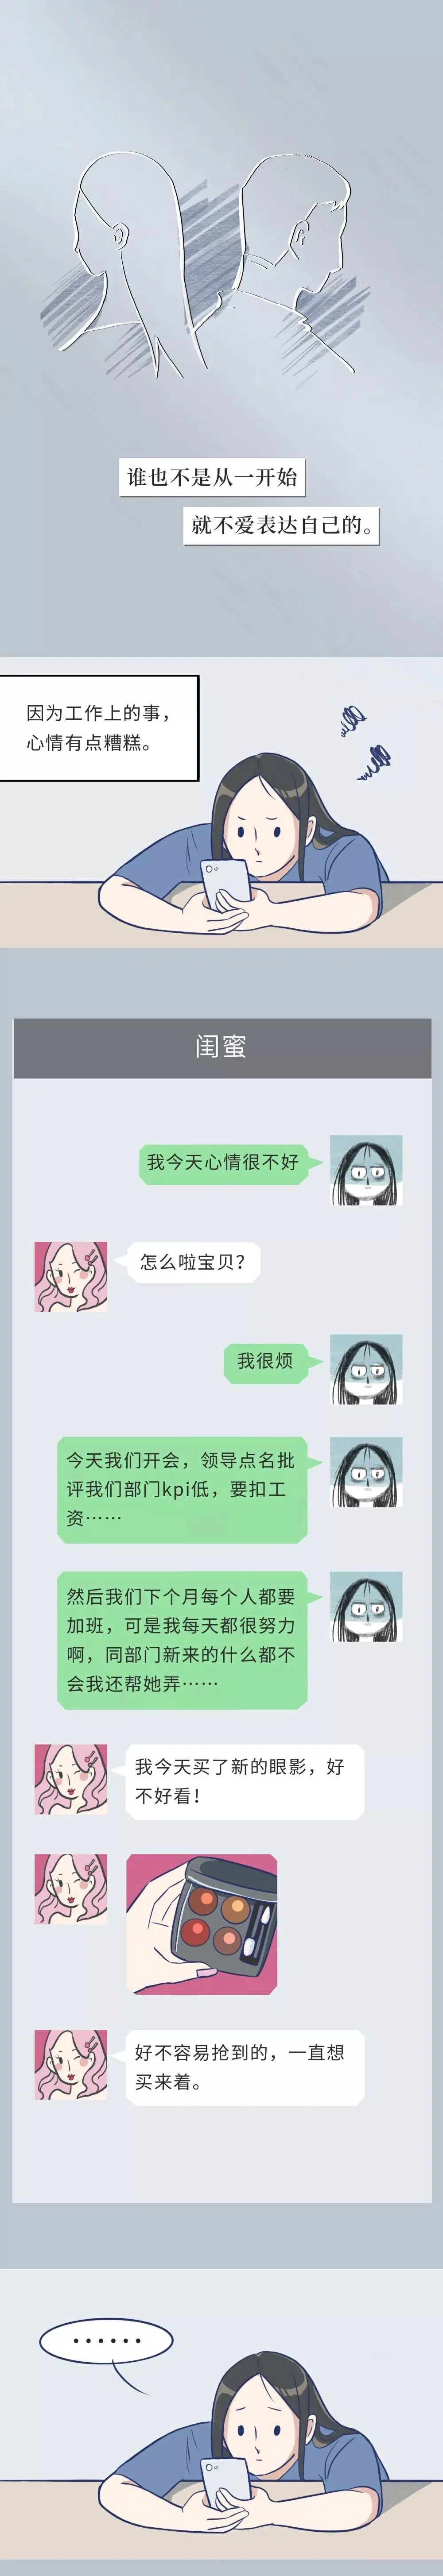 谁也不是从一开始
就不爱表达自己的。
因为工作上的事，
心情有点糟糕。
闺蜜
我今天心情很不好
怎么啦宝贝？
我很烦
今天我们开会，领导点名批
评我们部门kpi低，要扣工
资……
然后我们下个月每个人都要
加班，可是我每天都很努力
啊，同部门新来的什么都不
会我还帮她弄……
我今天买了新的眼影，好
不好看！
好不容易抢到的，一直想
买来着。
······